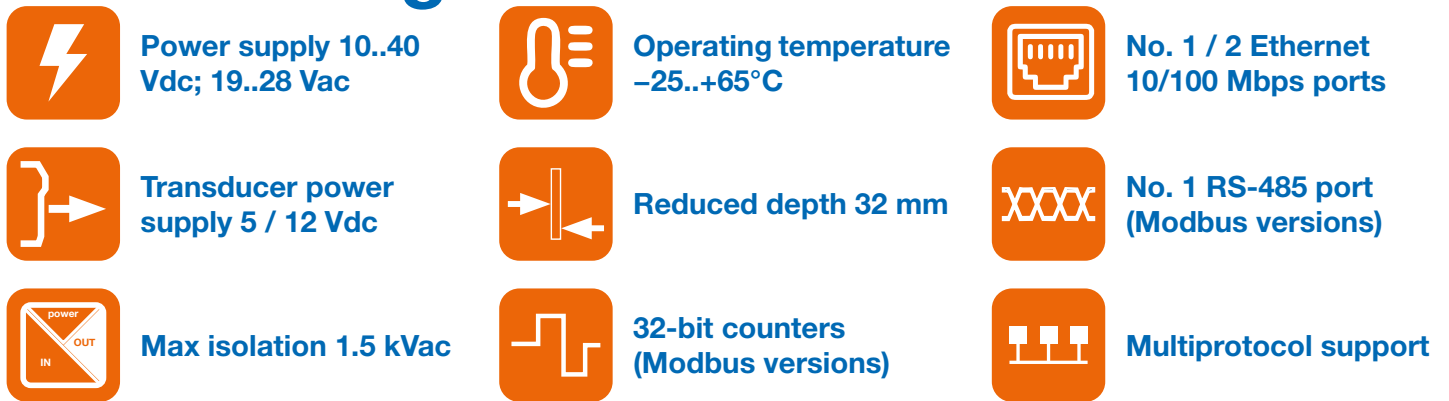 Power supply 10..40
Vdc; 19..28 Vac
Operating temperature
−25..+65°C
No. 1 / 2 Ethernet
10/100 Mbps ports
Transducer power
supply 5 / 12 Vdc
Reduced depth 32 mm
No. 1 RS-485 port
(Modbus versions)
power
OUT
IN
Max isolation 1.5 kVac
32-bit counters
(Modbus versions)
Multiprotocol support